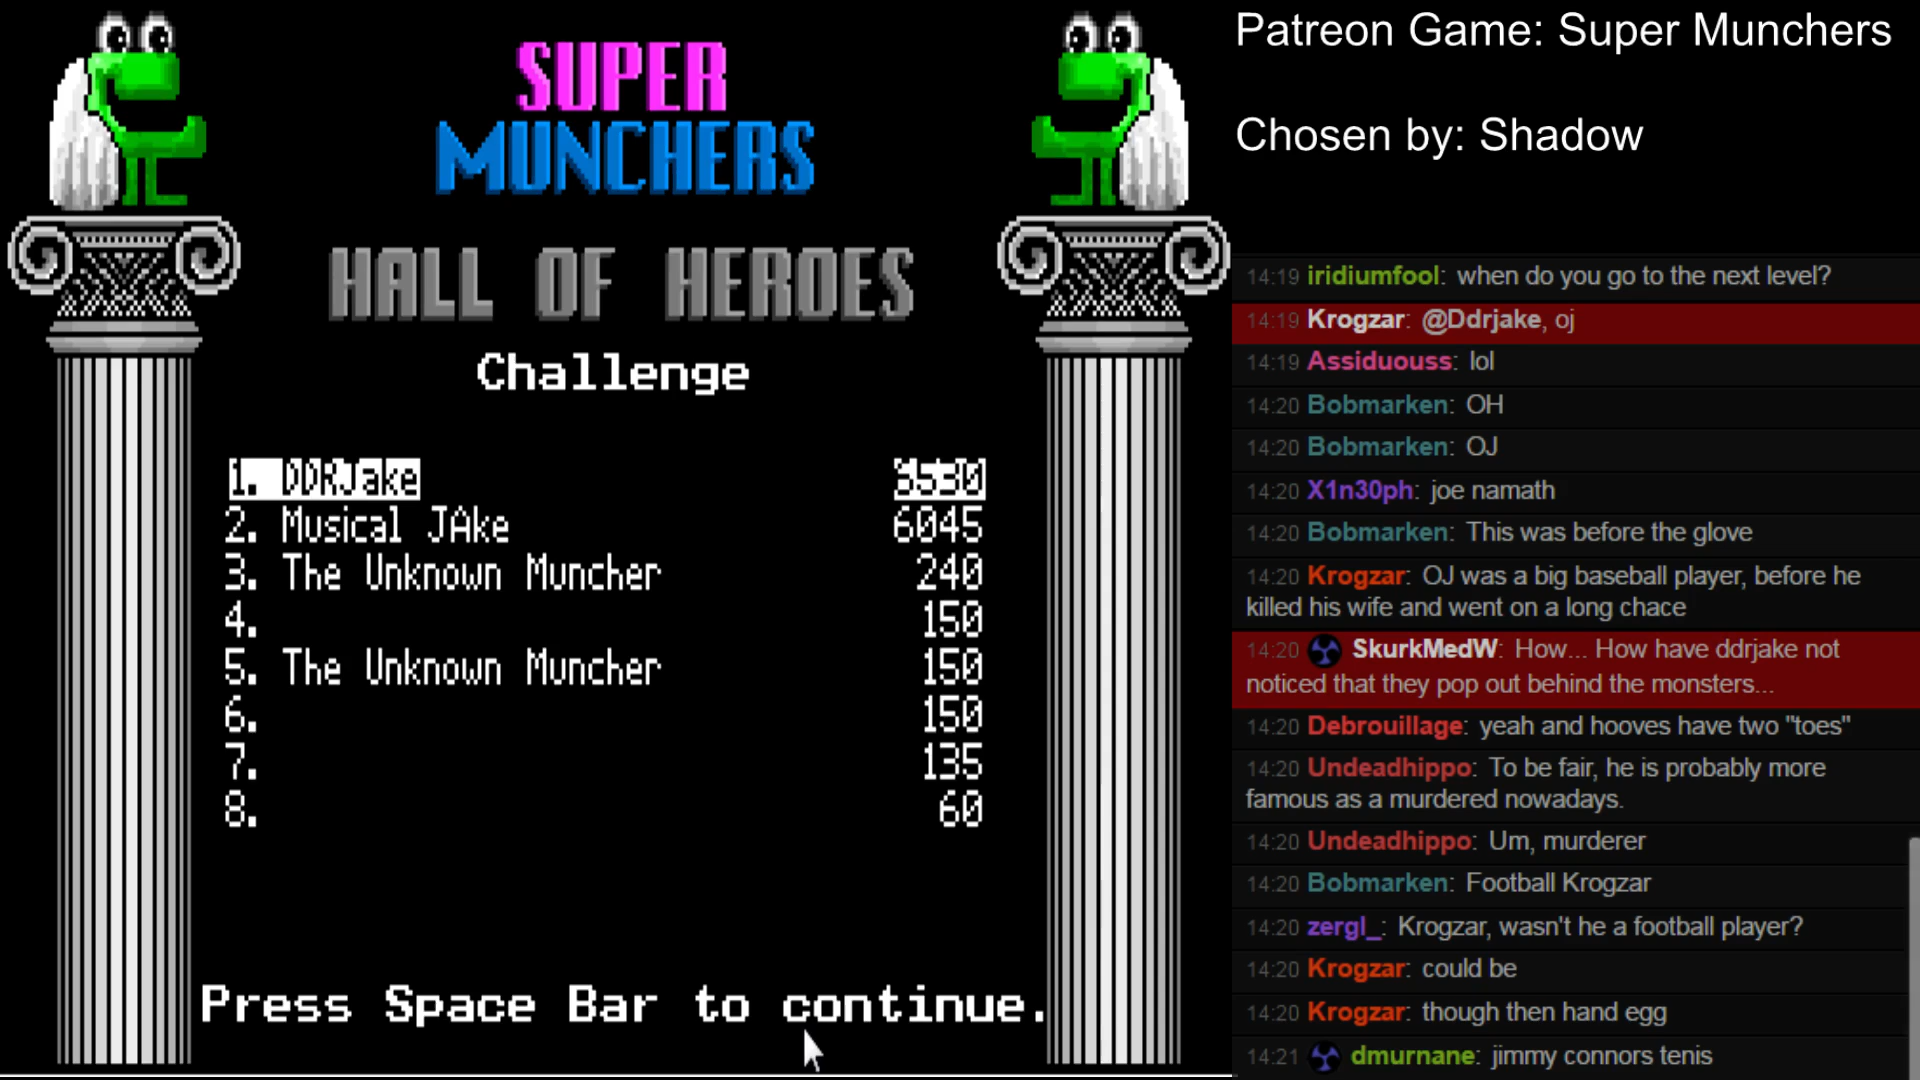 SUPER
MUNCHERS
HALL OF HEROES
Challenge
1. DDRJake
2. Musical JAke 6045
3. The Unknown Muncher 240
4. 150
5. The Unknown Muncher 150
6. 150
7. 135
8. 60
Press Space Bar to continue.
Patreon Game: Super Munchers
Chosen by: Shadow
14:19 iridiumfool: when do you go to the next level?
14:19 Krogzar: @Ddrjake, oj
14:19 Assiduouss: lol
14:20 Bobmarken: OH
14:20 Bobmarken: OJ
14:20 X1n30ph: joe namath
14:20 Bobmarken: This was before the glove
14:20 Krogzar: OJ was a big baseball player, before he
killed his wife and went on a long chace
14:20 SkurkMedW: How... How have ddrjake not
noticed that they pop out behind the monsters...
14:20 Debrouillage: yeah and hooves have two "toes"
14:20 Undeadhippo: To be fair, he is probably more
famous as a murdered nowadays.
14:20 Undeadhippo: Um, murderer
14:20 Bobmarken: Football Krogzar
14:20 zergl_: Krogzar, wasn't he a football player?
14:20 Krogzar: could be
14:20 Krogzar: though then hand egg
14:21 dmurnane: jimmy connors tenis